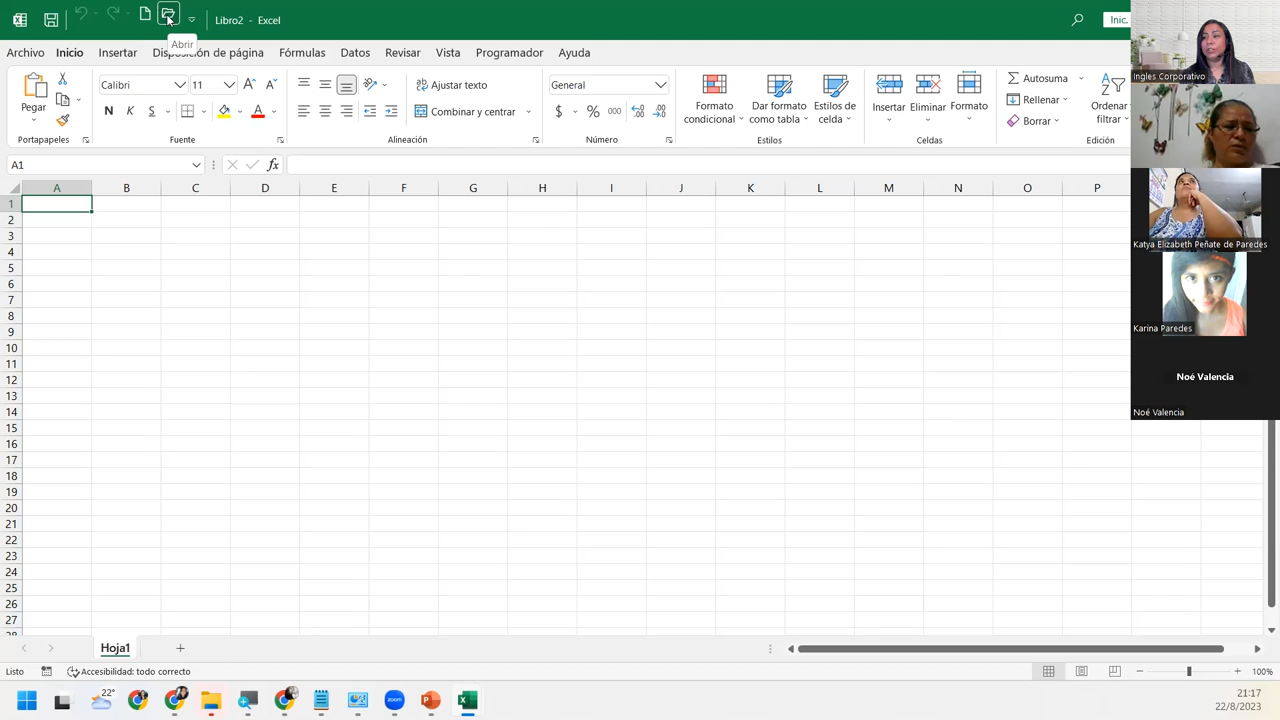 Libro2 - Excel
Inic.
Abrir
Archivo
Inicio
Insertar
Disposición de página
Fórmulas
Datos
Revisar
Vista
Ayuda
Pegar
Calibri
11
N
K
S
A
General
$
%
000
Combinar y centrar
Formato condicional
Dar formato como tabla
Estilos de celda
Insertar
Eliminar
Formato
Autosuma
Rellenar
Borrar
Ordenar
filtrar
Portapapeles
Fuente
Alineación
Número
Estilos
Celdas
Edición
A1
fx
A B C D E F G H I J K L M N O P
1
2
3
4
5
6
7
8
9
10
11
12
13
14
15
16
17
18
19
20
21
22
23
24
25
26
27
28
Ingles Corporativo
Katya Elizabeth Peñate de Paredes
Karina Paredes
Noé Valencia
Noé Valencia
Hoja1
Listo
Accesibilidad: todo correcto
100%
22°
zoom
21:17
22/8/2023